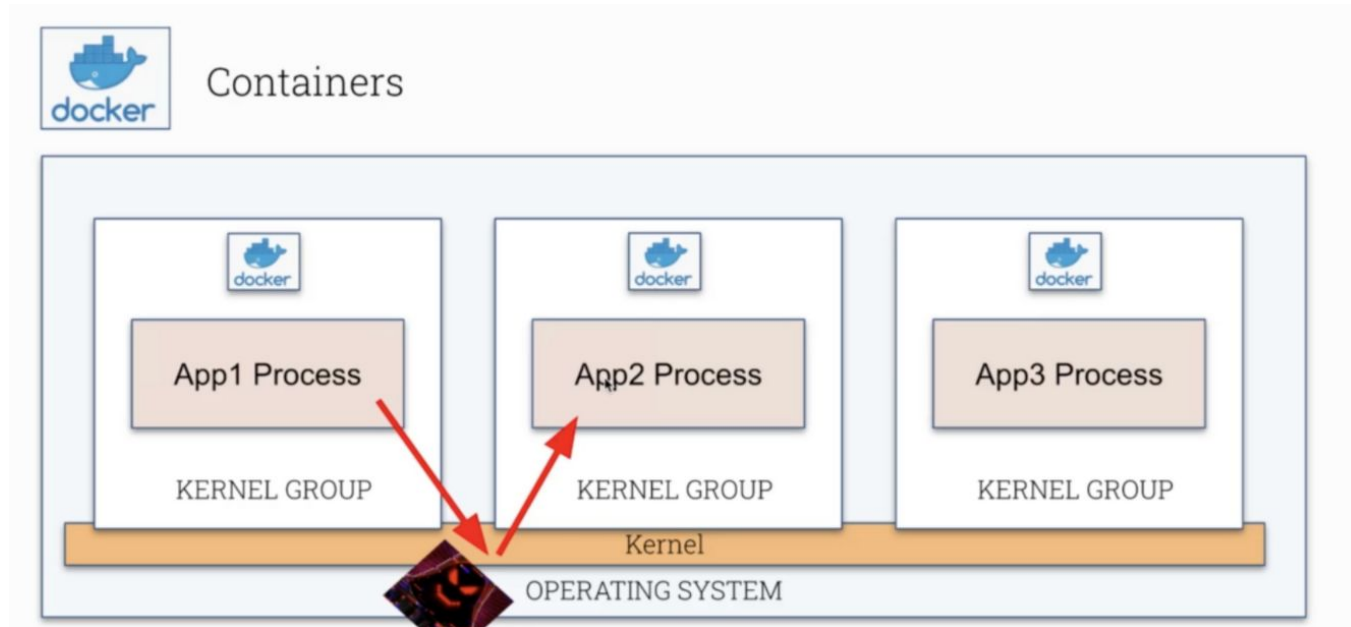 docker
Containers
docker
docker
docker
App1 Process
App2 Process
App3 Process
KERNEL GROUP
KERNEL GROUP
KERNEL GROUP
Kernel
OPERATING SYSTEM